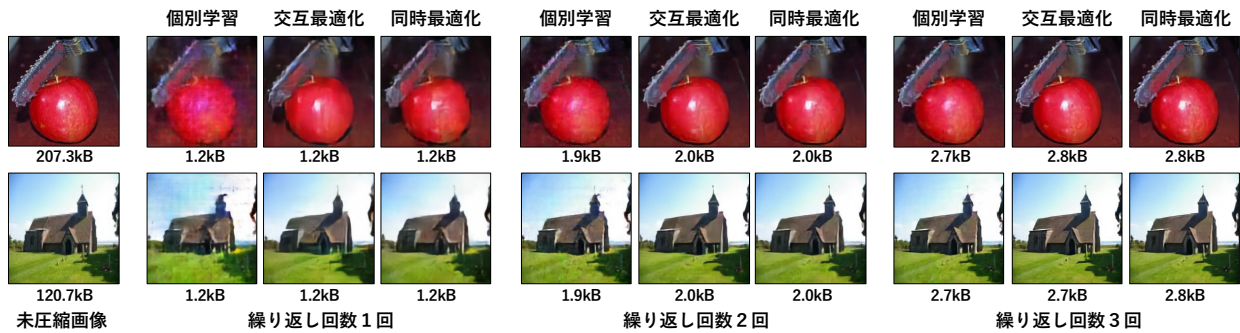 個別学習 交互最適化 同時最適化 個別学習 交互最適化 同時最適化 個別学習 交互最適化 同時最適化
207.3kB 1.2kB 1.2kB 1.2kB 1.9kB 2.0kB 2.0kB 2.7kB 2.8kB 2.8kB
120.7kB 1.2kB 1.2kB 1.2kB 1.9kB 2.0kB 2.0kB 2.7kB 2.7kB 2.8kB
未圧縮画像 繰り返し回数1回 繰り返し回数2回 繰り返し回数3回